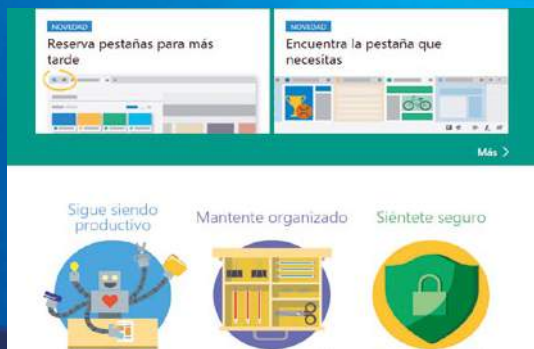 NOVEDAD
Reserva pestañas para más
tarde
NOVEDAD
Encuentra la pestaña que
necesitas
Más
Sigue siendo
productivo
Mantente organizado
Siéntete seguro